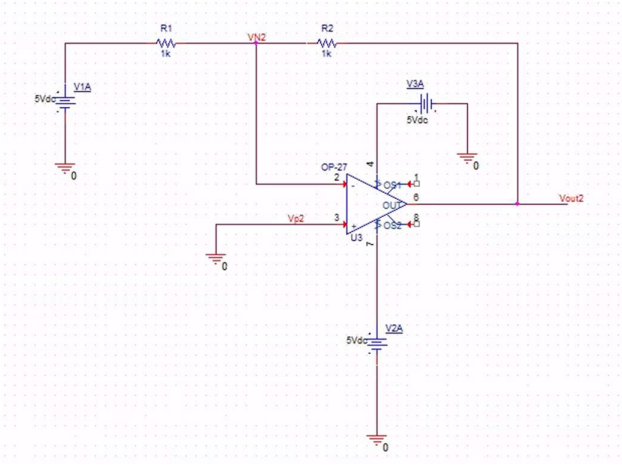 R1
1k
VN2
R2
1k
V1A
5Vdc
0
V3A
5Vdc
0
OP-27
4
2
-
OS1
1
OUT
6
Vout2
Vp2
3
+
OS2
8
U3
7
0
V2A
5Vdc
0